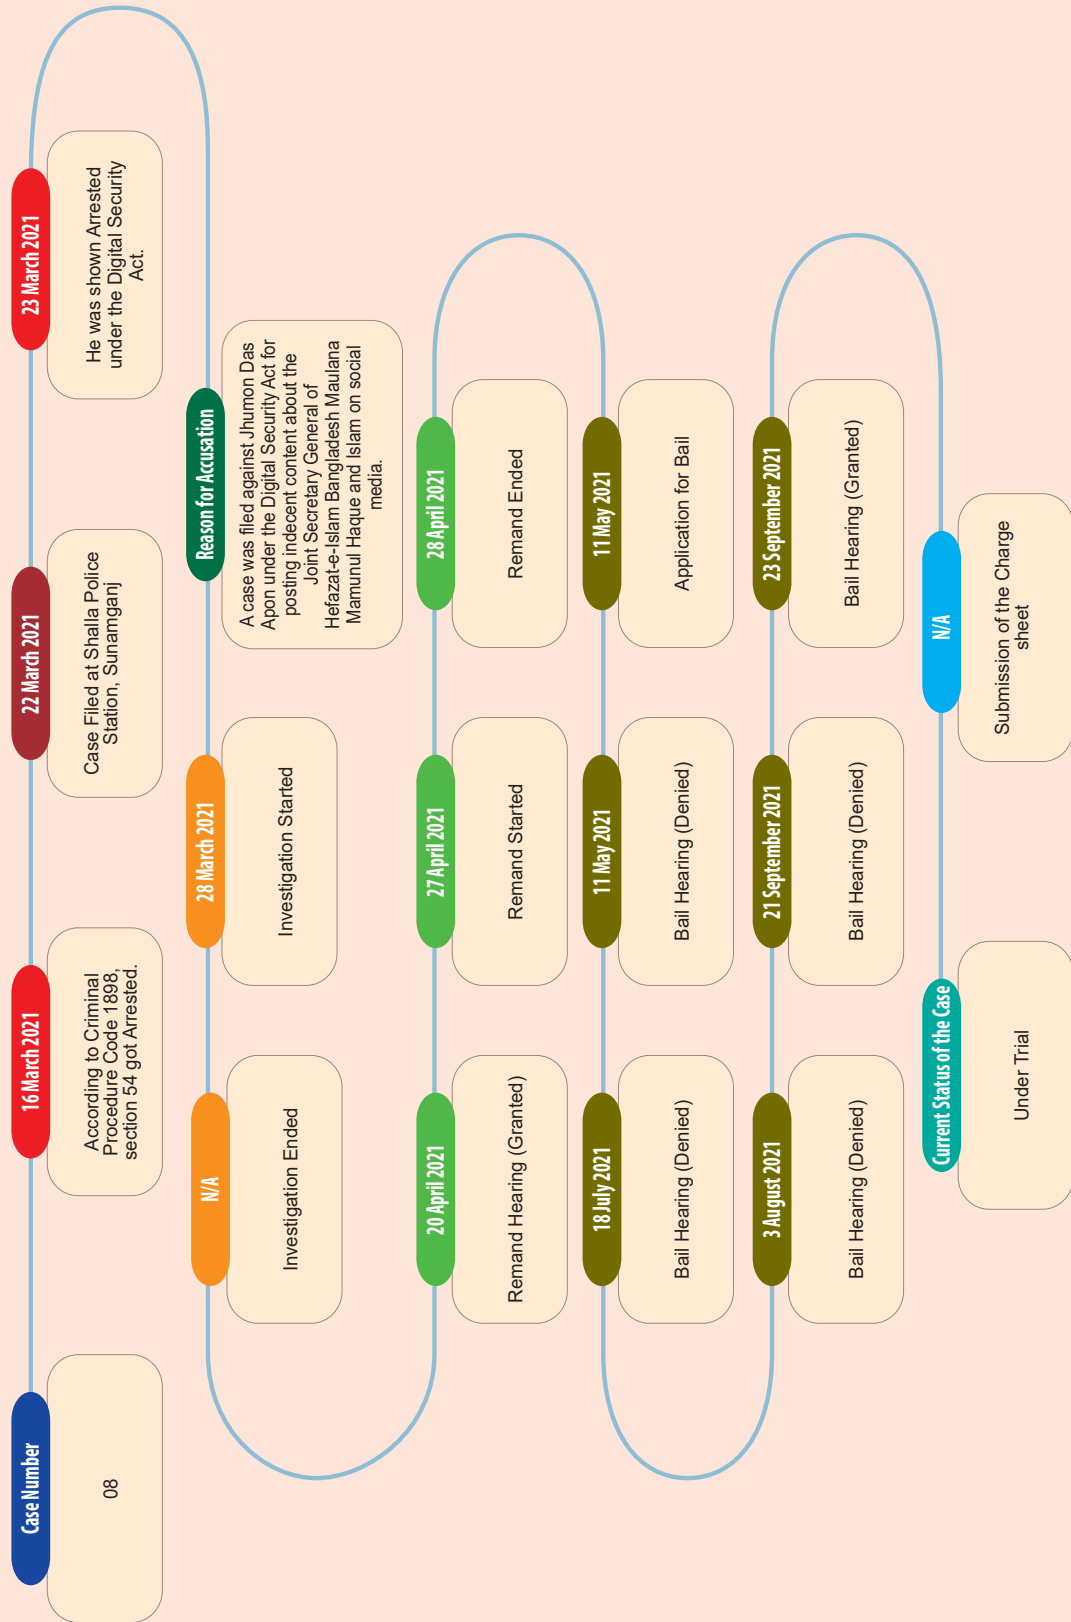 Case Number
08
16 March 2021
According to Criminal
Procedure Code 1898,
section 54 got Arrested.
22 March 2021
Case Filed at Shalla Police
Station, Sunamganj
23 March 2021
He was shown Arrested
under the Digital Security
Act.
Reason for Accusation
A case was filed against Jhumon Das
Apon under the Digital Security Act for
posting indecent content about the
Joint Secretary General of
Hefazat-e-Islam Bangladesh Maulana
Mamunul Haque and Islam on social
media.
28 March 2021
Investigation Started
N/A
Investigation Ended
20 April 2021
Remand Hearing (Granted)
27 April 2021
Remand Started
28 April 2021
Remand Ended
11 May 2021
Application for Bail
11 May 2021
Bail Hearing (Denied)
18 July 2021
Bail Hearing (Denied)
3 August 2021
Bail Hearing (Denied)
21 September 2021
Bail Hearing (Denied)
23 September 2021
Bail Hearing (Granted)
N/A
Submission of the Charge
sheet
Current Status of the Case
Under Trial